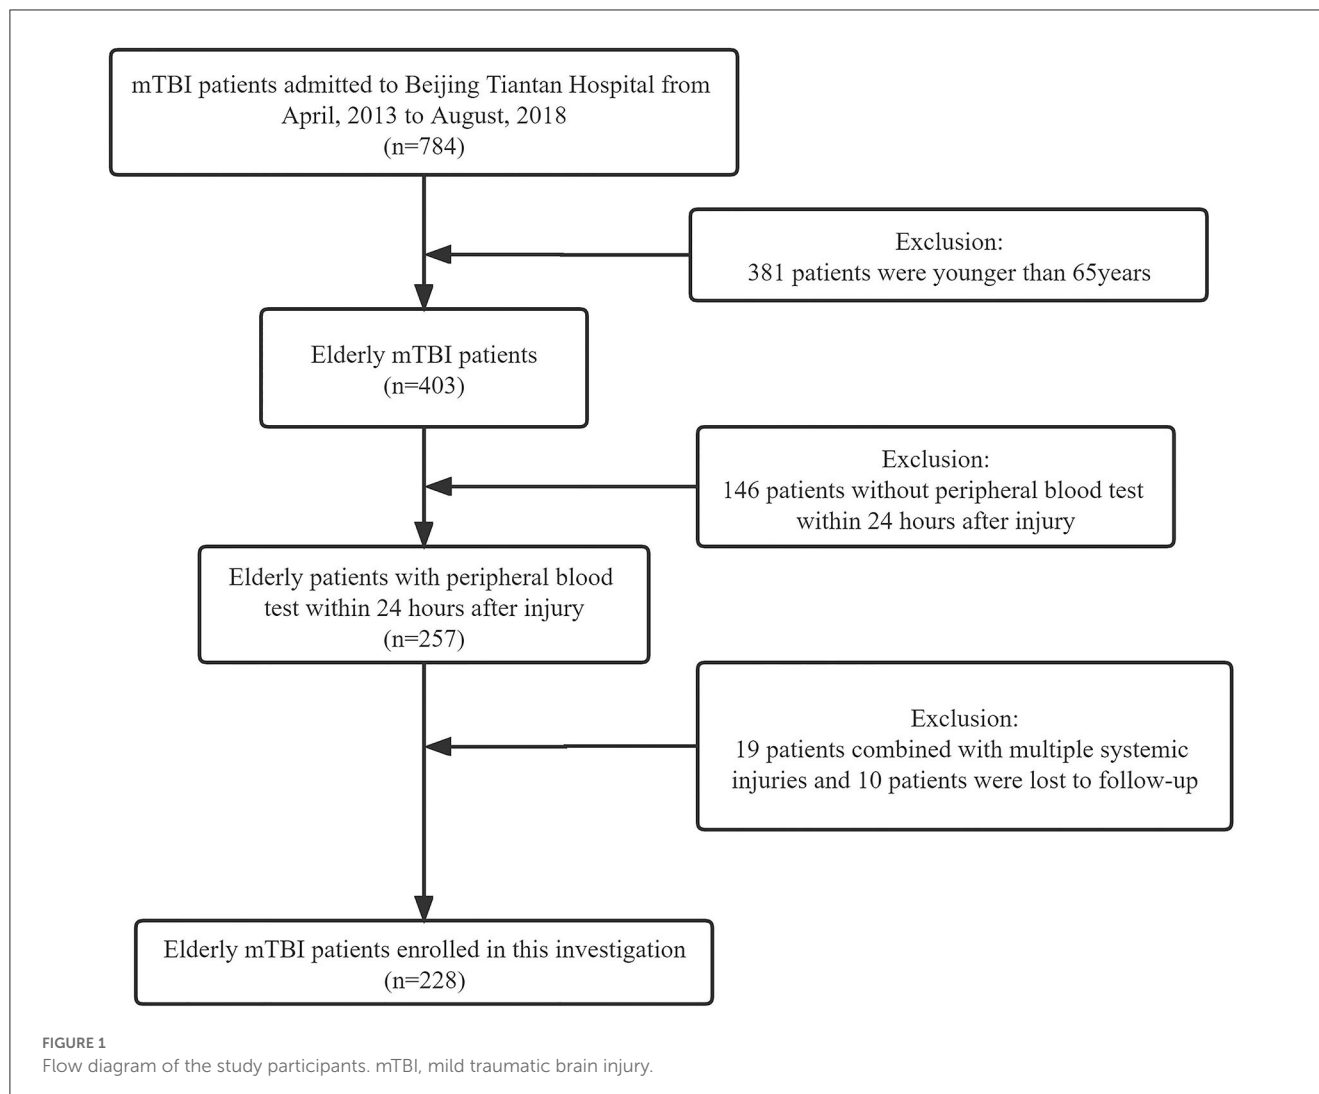 mTBI patients admitted to Beijing Tiantan Hospital from
April, 2013 to August, 2018
(n=784)
Exclusion:
381 patients were younger than 65years
Elderly mTBI patients
(n=403)
Exclusion:
146 patients without peripheral blood test
within 24 hours after injury
Elderly patients with peripheral blood
test within 24 hours after injury
(n=257)
Exclusion:
19 patients combined with multiple systemic
injuries and 10 patients were lost to follow-up
Elderly mTBI patients enrolled in this investigation
(n=228)
FIGURE 1
Flow diagram of the study participants. mTBI, mild traumatic brain injury.